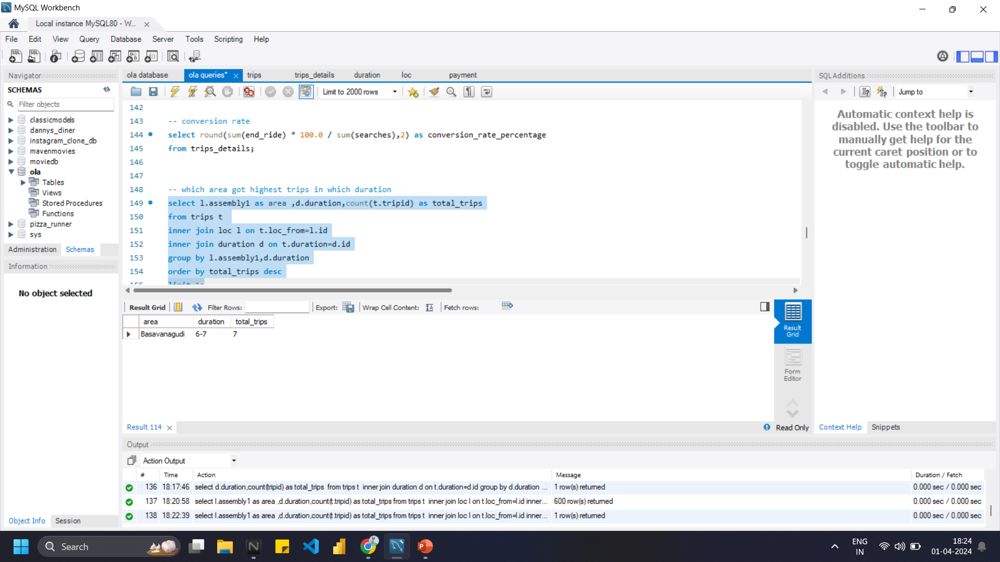 MySQL Workbench
Local instance MySQL80 - W...
File Edit View Query Database Server Tools Scripting Help
Navigator
SCHEMAS
Filter objects
classicmodels
dannys_diner
instagram_clone_db
mavenmovies
moviedb
ola
Tables
Views
Stored Procedures
Functions
pizza_runner
sys
Administration Schemas
Information
No object selected
Object Info Session
ola database ola queries* trips trips_details duration loc payment
Limit to 2000 rows
142
143 -- conversion rate
144 select round(sum(end_ride) * 100.0 / sum(searches),2) as conversion_rate_percentage
145 from trips_details;
146
147
148 -- which area got highest trips in which duration
149 select l.assembly1 as area ,d.duration,count(t.tripid) as total_trips
150 from trips t
151 inner join loc l on t.loc_from=l.id
152 inner join duration d on t.duration=d.id
153 group by l.assembly1,d.duration
154 order by total_trips desc
155 limit 1;
Result Grid Filter Rows: Export: Wrap Cell Content: Fetch rows:
area duration total_trips
Basavanagudi 6-7 7
Result Grid
Form Editor
Result 114 Read Only
SQLAdditions
Jump to
Automatic context help is
disabled. Use the toolbar to
manually get help for the
current caret position or to
toggle automatic help.
Context Help Snippets
Output
Action Output
# Time Action Message Duration / Fetch
136 18:17:46 select d.duration,count(tripid) as total_trips from trips t inner join duration d on t.duration=d.id group by d.duration ... 1 row(s) returned 0.000 sec / 0.000 sec
137 18:20:58 select l.assembly1 as area ,d.duration,count(t.tripid) as total_trips from trips t inner join loc l on t.loc_from=l.id inner... 600 row(s) returned 0.000 sec / 0.000 sec
138 18:22:39 select l.assembly1 as area ,d.duration,count(t.tripid) as total_trips from trips t inner join loc l on t.loc_from=l.id inner... 1 row(s) returned 0.000 sec / 0.000 sec
Search
ENG
IN
18:24
01-04-2024